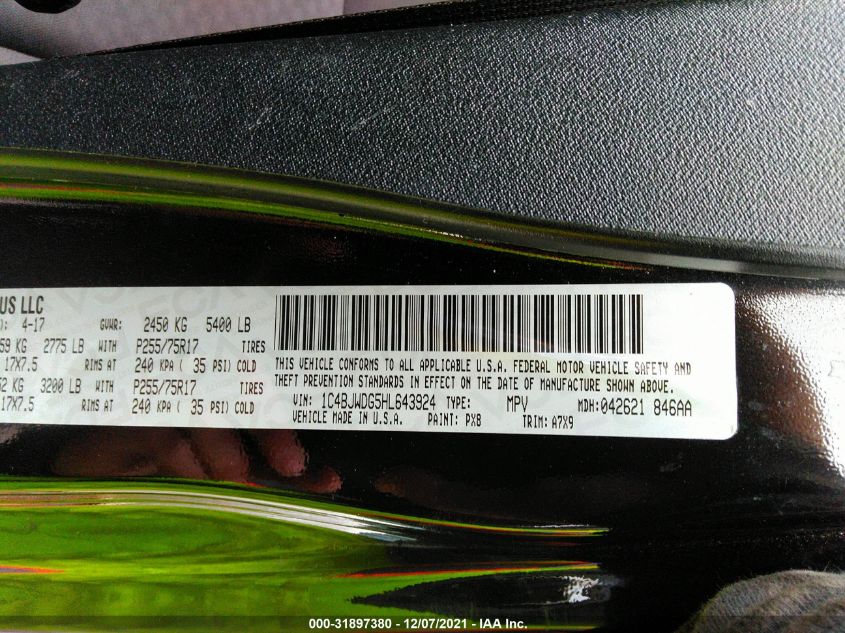 US LLC
): 4-17 GVWR: 2450 KG 5400 LB
59 KG 2775 LB WITH P255/75R17 TIRES
17X7.5 RIMS AT 240 KPA ( 35 PSI) COLD
52 KG 3200 LB WITH P255/75R17 TIRES
17X7.5 RIMS AT 240 KPA ( 35 PSI) COLD
THIS VEHICLE CONFORMS TO ALL APPLICABLE U.S.A. FEDERAL MOTOR VEHICLE SAFETY AND
THEFT PREVENTION STANDARDS IN EFFECT ON THE DATE OF MANUFACTURE SHOWN ABOVE.
VIN: 1C4BJWDG5HL643924 TYPE: MPV MDH: 042621 846AA
VEHICLE MADE IN U.S.A. PAINT: PX8 TRIM: A7X9
000-31897380 - 12/07/2021 - IAA Inc.